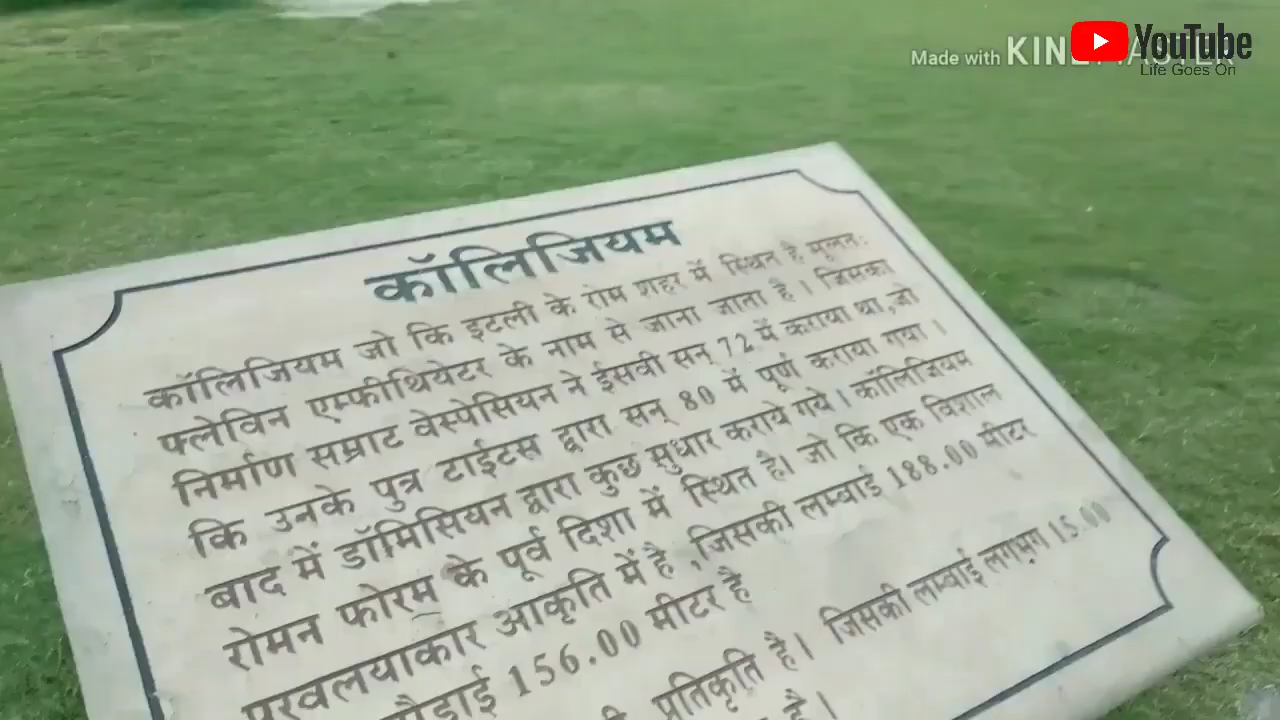 Made with KINEMASTER
YouTube
Life Goes On
कॉलिजियम
कॉलिजियम जो कि इटली के रोम शहर में स्थित है मूलत:
फ्लेविन एम्फीथियेटर के नाम से जाना जाता है । जिसका
निर्माण सम्राट वेस्पेसियन ने ईसवी सन् 72 में कराया था,जो
कि उनके पुत्र टाईटस द्वारा सन् 80 में पूर्ण कराया गया ।
बाद में डॉमिसियन द्वारा कुछ सुधार कराये गये । कॉलिजियम
रोमन फोरम के पूर्व दिशा में स्थित है। जो कि एक विशाल
परवलयाकार आकृति में है ,जिसकी लम्बाई 188.00 मीटर
चौड़ाई 156.00 मीटर है
प्रतिकृति है। जिसकी लम्बाई लगभग 15.00
है।